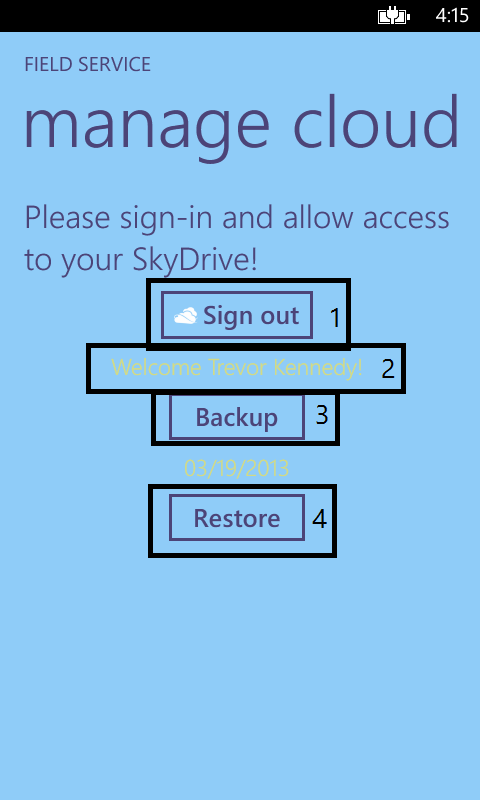 4:15
FIELD SERVICE
manage cloud
Please sign-in and allow access
to your SkyDrive!
Sign out 1
Welcome Trevor Kennedy! 2
Backup 3
03/19/2013
Restore 4